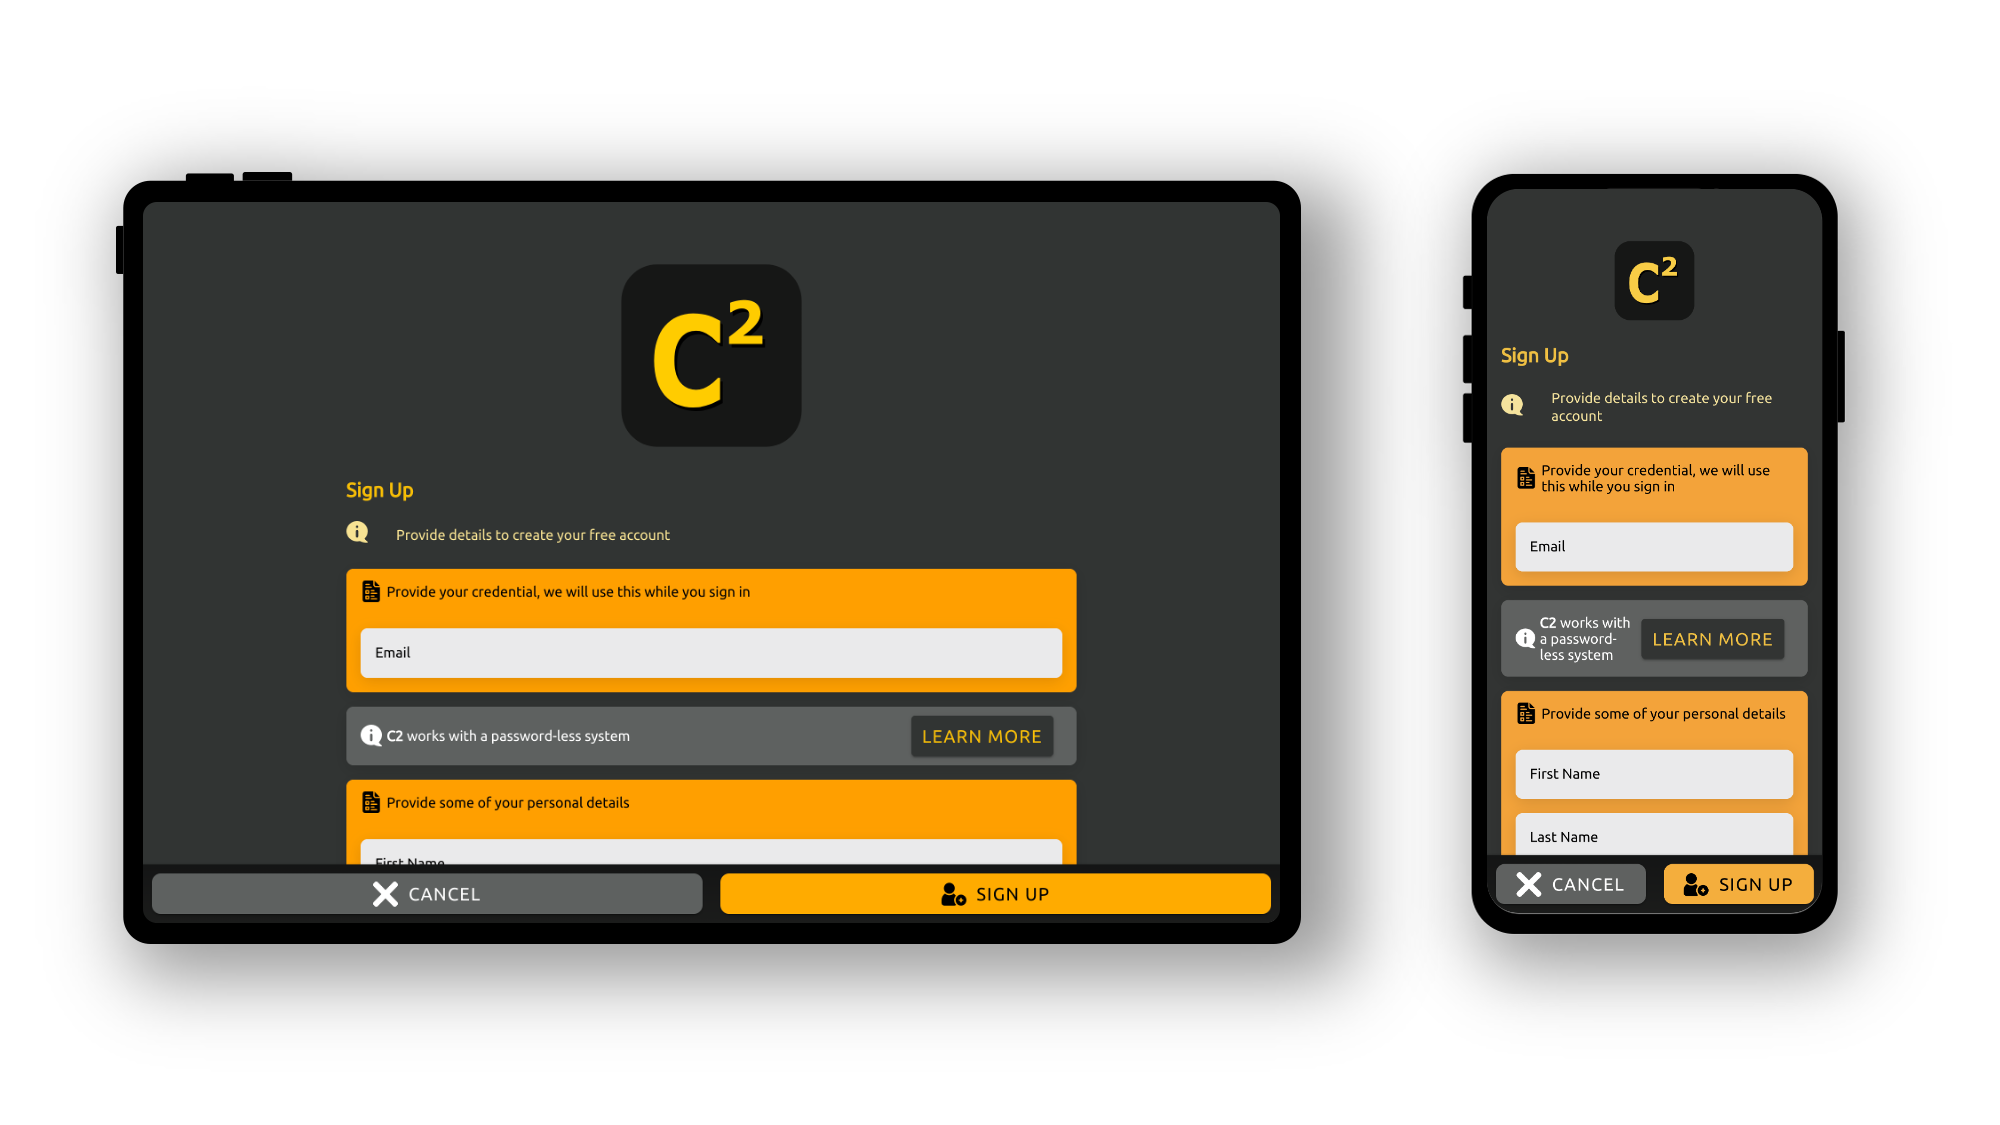 C²
Sign Up
Provide details to create your free account
Provide your credential, we will use this while you sign in
Email
C2 works with a password-less system
LEARN MORE
Provide some of your personal details
First Name
CANCEL
SIGN UP
C²
Sign Up
Provide details to create your free
account
Provide your credential, we will use
this while you sign in
Email
C2 works with
a password-
less system
LEARN MORE
Provide some of your personal details
First Name
Last Name
CANCEL
SIGN UP